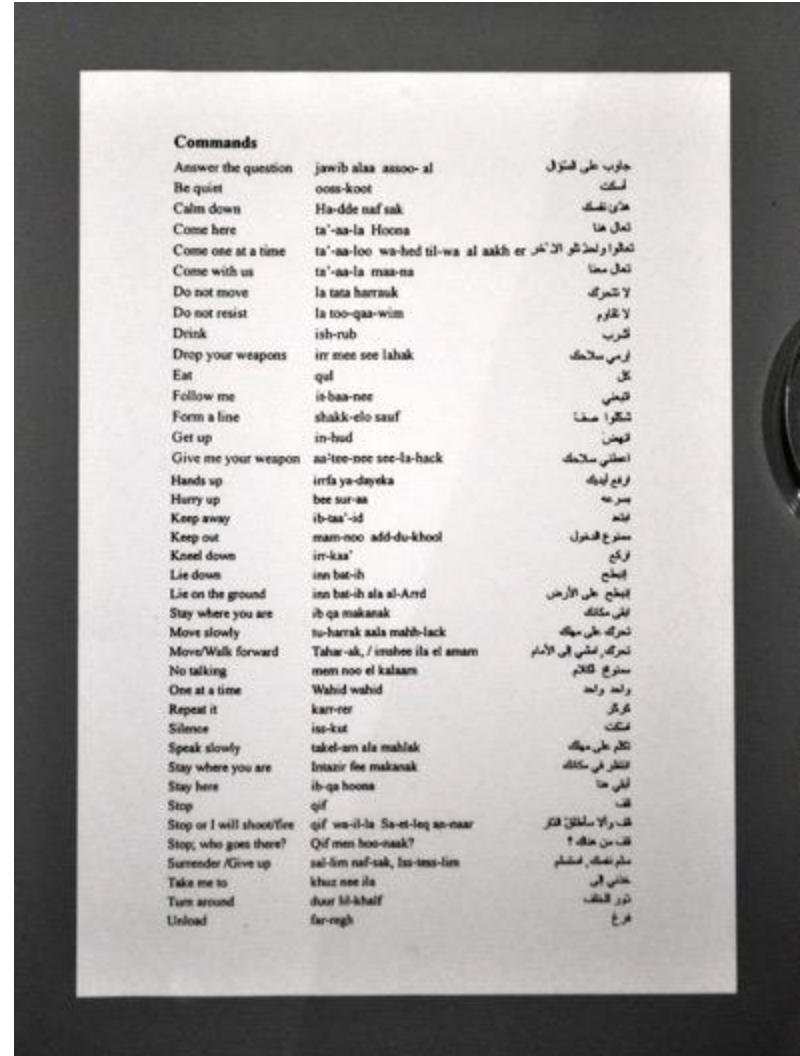 Commands
Answer the question jawib alaa assoo- al جاوب على السؤال
Be quiet ooss-koot أسكت
Calm down Ha-dde naf sak هدّئ نفسك
Come here ta'-aa-la Hoona تعال هنا
Come one at a time ta'-aa-loo wa-hed til-wa al aakh er تعالوا واحدٌ تلو الآخر
Come with us ta'-aa-la maa-na تعال معنا
Do not move la tata harrauk لا تتحرك
Do not resist la too-qaa-wim لا تقاوم
Drink ish-rub أشرب
Drop your weapons irr mee see lahak ارمي سلاحك
Eat qul كل
Follow me is-baa-nee اتبعني
Form a line shakk-elo sauf شكلوا صفاً
Get up in-hud انهض
Give me your weapon aa'-tee-nee see-la-hack اعطني سلاحك
Hands up irrfa ya-dayeka ارفع أيديك
Hurry up bee sur-aa بسرعه
Keep away ib-taa'-id ابتعد
Keep out mam-noo add-du-khool ممنوع الدخول
Kneel down irr-kaa' اركع
Lie down inn bat-ih إنبطح
Lie on the ground inn bat-ih ala al-Arrd إنبطح على الأرض
Stay where you are ib qa makanak ابقى مكانك
Move slowly tu-harrak aala mahh-lack تحرك على مهلك
Move/Walk forward Tahar-ak, / imshee ila el amam تحرك, امشي إلى الأمام
No talking mem noo el kalaam ممنوع الكلام
One at a time Wahid wahid واحد واحد
Repeat it karr-rer كرّر
Silence iss-kut اسكت
Speak slowly takel-am ala mahlak تكلم على مهلك
Stay where you are Intazir fee makanak انتظر في مكانك
Stay here ib-qa hoona أبقى هنا
Stop qif قف
Stop or I will shoot/fire qif wa-il-la Sa-et-leq an-naar قف وألا سأطلق النار
Stop; who goes there? Qif men hoo-naak? قف من هناك ؟
Surrender /Give up sal-lim naf-sak, Iss-tess-lim سلم نفسك, استسلم
Take me to khuz nee ila خذني إلى
Turn around duur lil-khalf دور للخلف
Unload far-regh فرغ